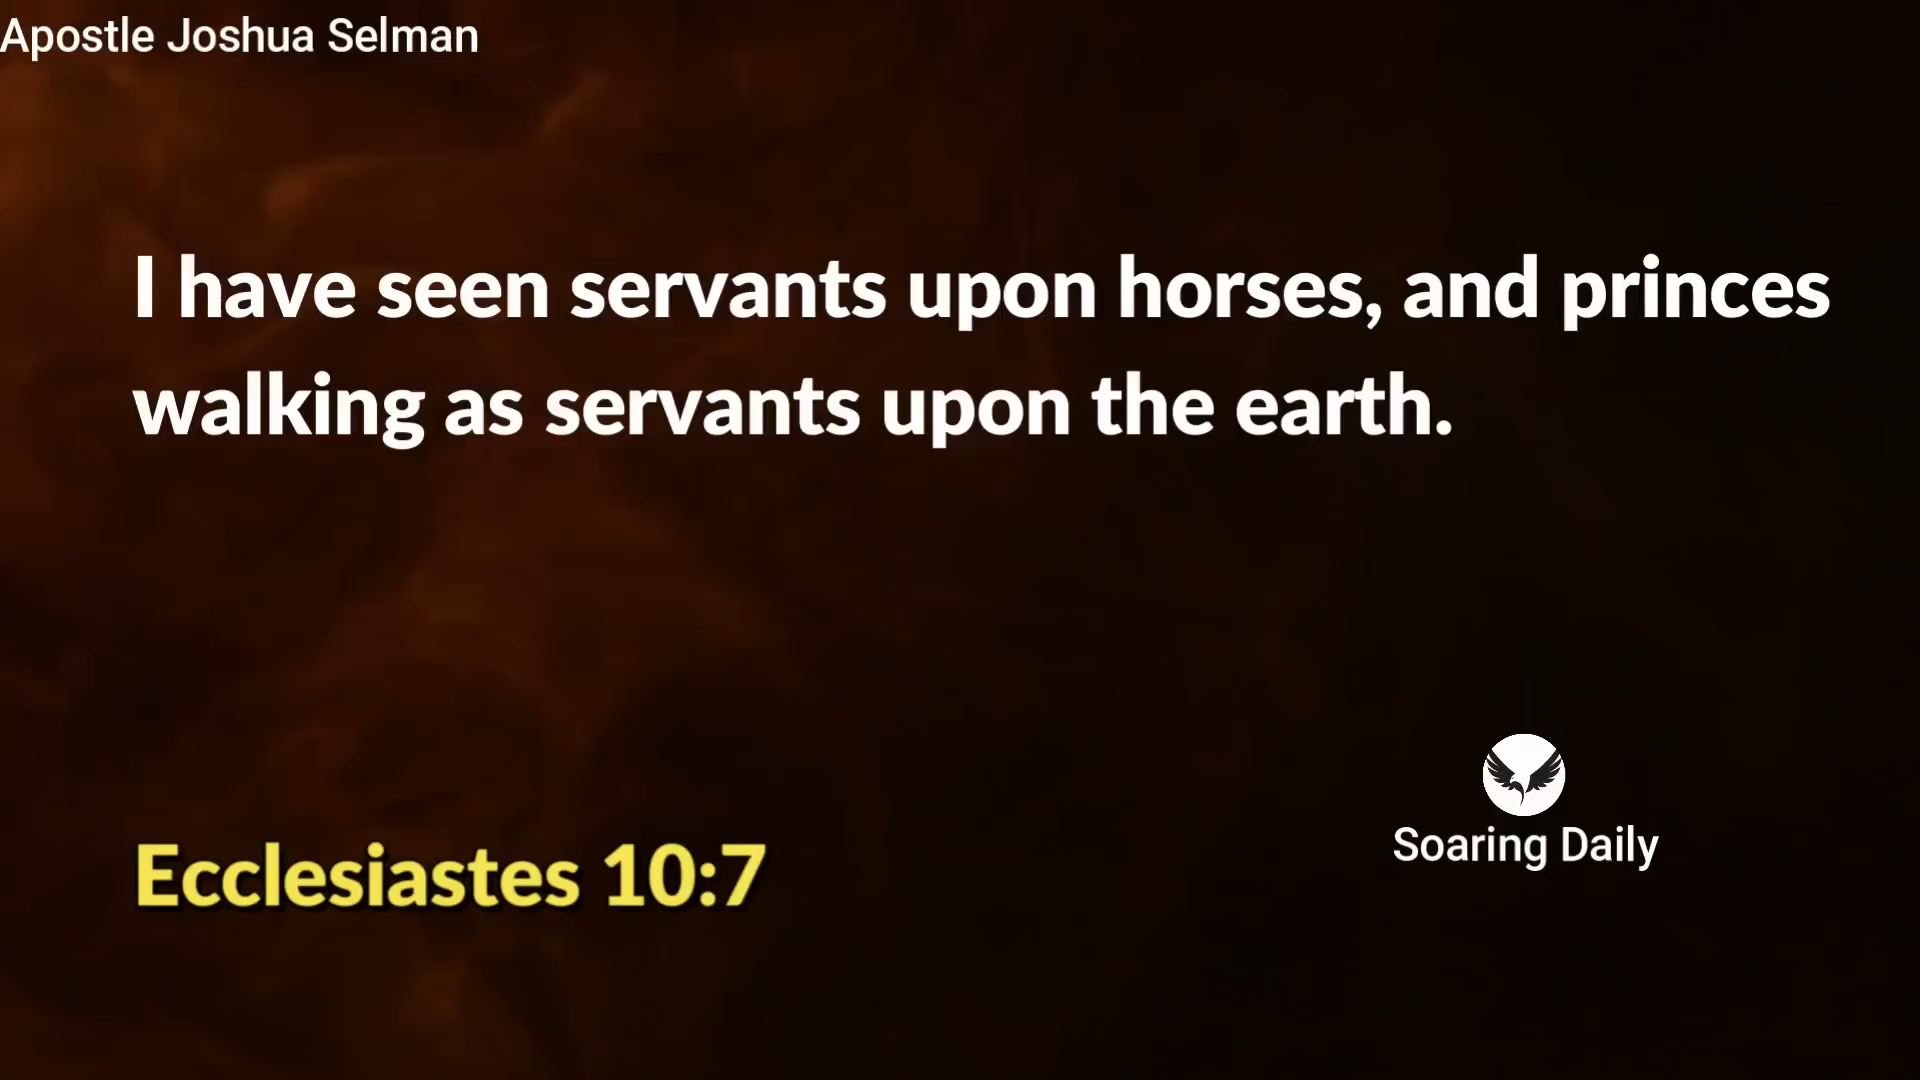 Apostle Joshua Selman
I have seen servants upon horses, and princes
walking as servants upon the earth.
Soaring Daily
Ecclesiastes 10:7